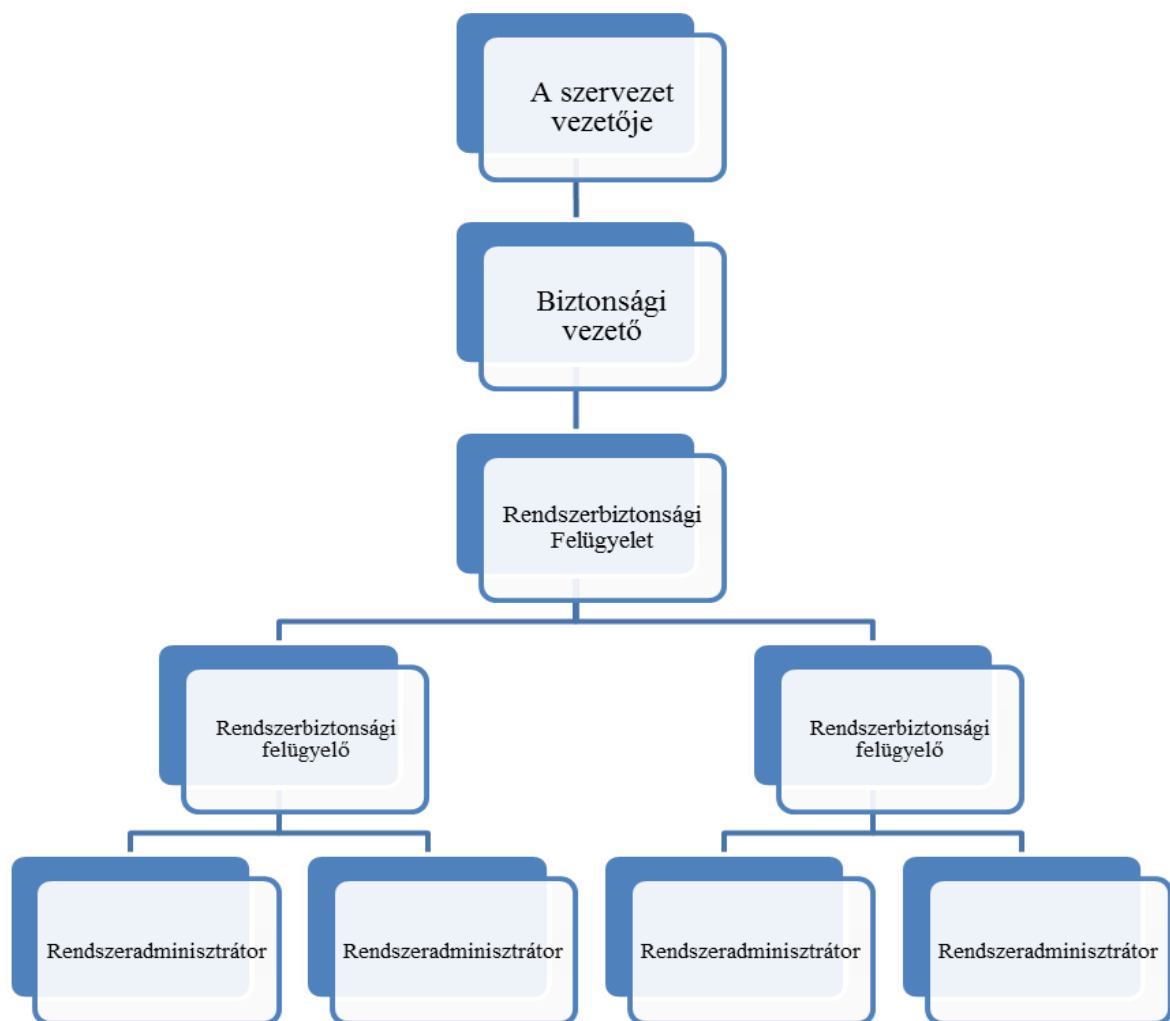 A szervezet
vezetője
Biztonsági
vezető
Rendszerbiztonsági
Felügyelet
Rendszerbiztonsági
felügyelő
Rendszerbiztonsági
felügyelő
Rendszeradminisztrátor
Rendszeradminisztrátor
Rendszeradminisztrátor
Rendszeradminisztrátor